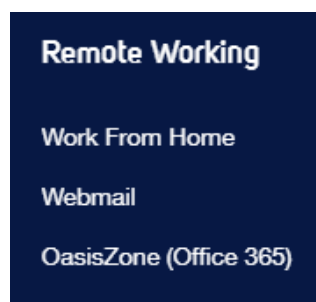 Remote Working
Work From Home
Webmail
OasisZone (Office 365)